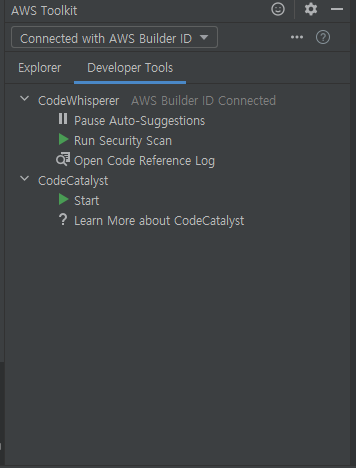 AWS Toolkit
Connected with AWS Builder ID
Explorer Developer Tools
CodeWhisperer AWS Builder ID Connected
Pause Auto-Suggestions
Run Security Scan
Open Code Reference Log
CodeCatalyst
Start
? Learn More about CodeCatalyst